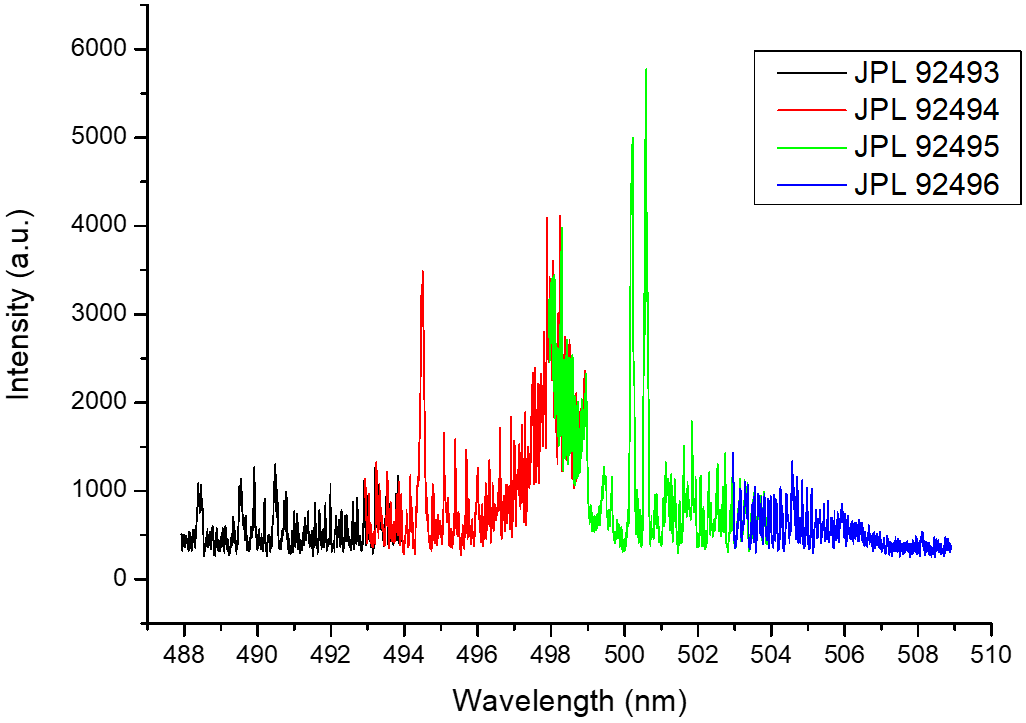 6000
5000
4000
3000
2000
1000
0
Intensity (a.u.)
JPL 92493
JPL 92494
JPL 92495
JPL 92496
488 490 492 494 496 498 500 502 504 506 508 510
Wavelength (nm)